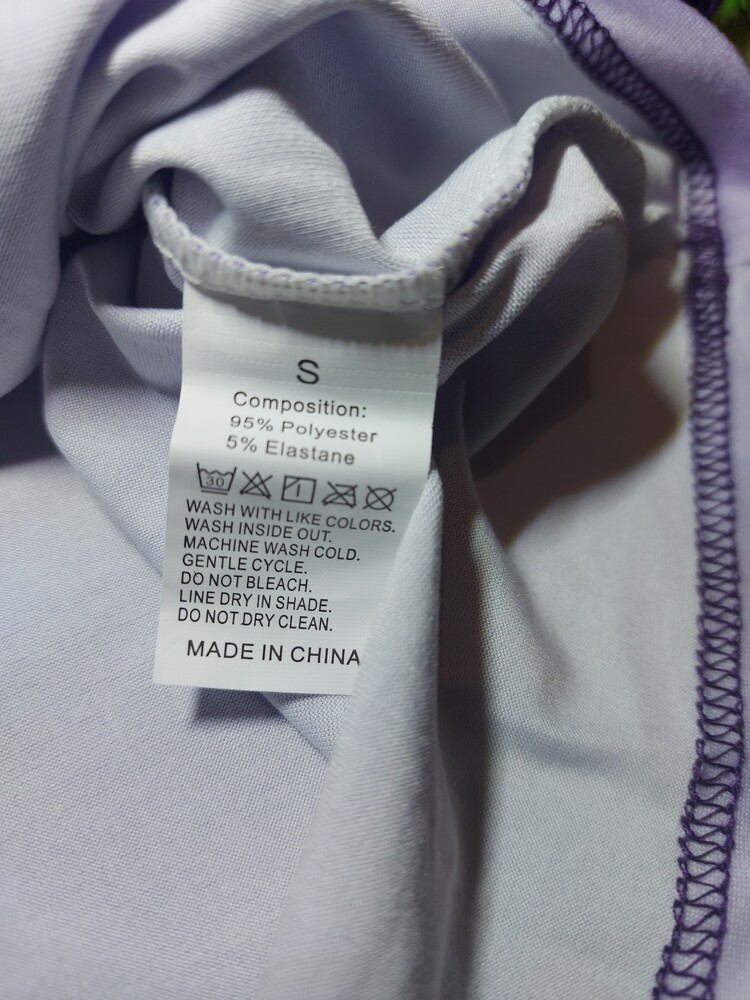 S
Composition:
95% Polyester
5% Elastane
30
WASH WITH LIKE COLORS.
WASH INSIDE OUT.
MACHINE WASH COLD.
GENTLE CYCLE.
DO NOT BLEACH.
LINE DRY IN SHADE.
DO NOT DRY CLEAN.
MADE IN CHINA